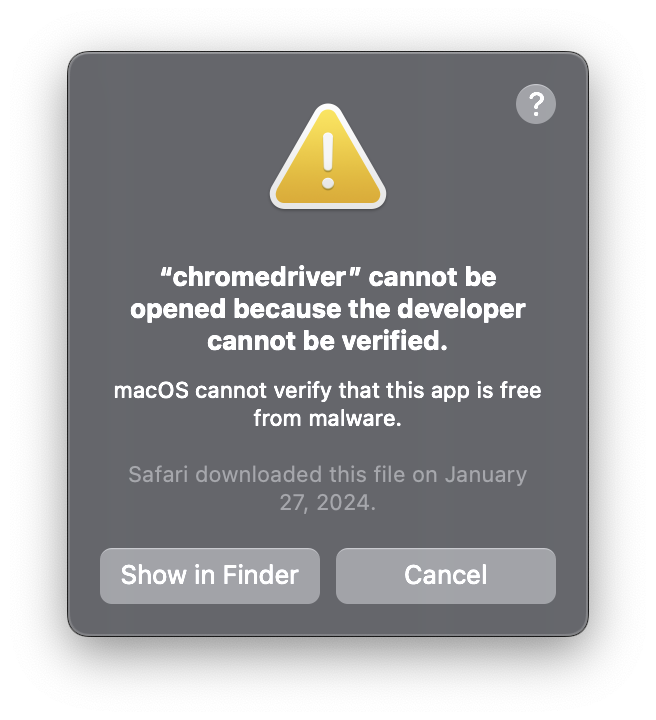 ?
“chromedriver” cannot be
opened because the developer
cannot be verified.
macOS cannot verify that this app is free
from malware.
Safari downloaded this file on January
27, 2024.
Show in Finder
Cancel